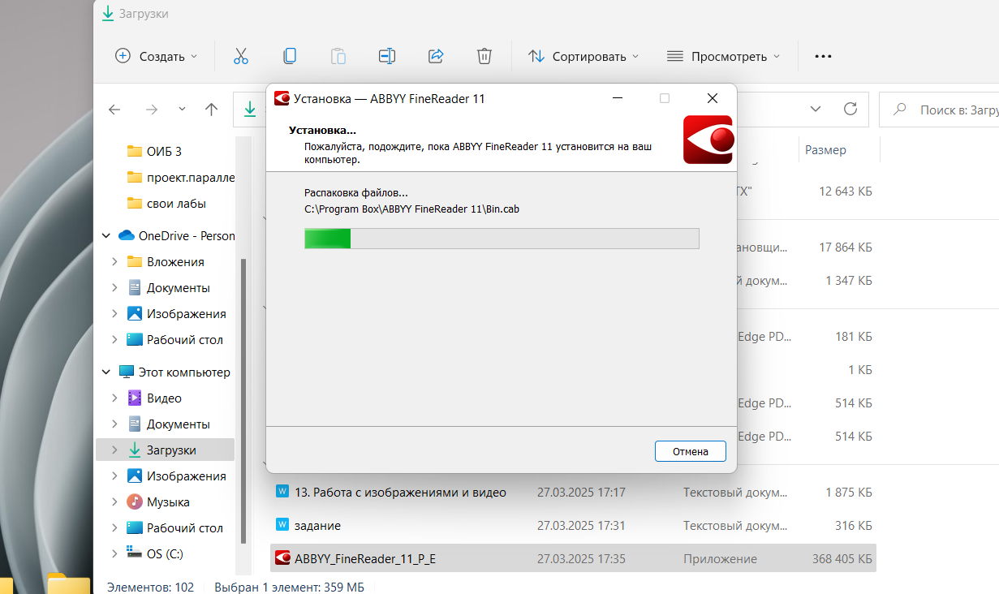 Загрузки
Создать
Сортировать
Просмотреть
Поиск в:
Установка — ABBYY FineReader 11
Установка...
Пожалуйста, подождите, пока ABBYY FineReader 11 установится на ваш
компьютер.
Распаковка файлов...
C:\Program Box\ABBYY FineReader 11\Bin.cab
Отмена
ОИБ 3
проект.паралле
свои лабы
OneDrive - Person
Вложения
Документы
Изображения
Рабочий стол
Этот компьютер
Видео
Документы
Загрузки
Изображения
Музыка
Рабочий стол
OS (C:)
Размер
12 643 КБ
17 864 КБ
докум... 1 347 КБ
Edge PD... 181 КБ
1 КБ
Edge PD... 514 КБ
Edge PD... 514 КБ
13. Работа с изображениями и видео 27.03.2025 17:17 Текстовый докум... 1 875 КБ
задание 27.03.2025 17:31 Текстовый докум... 316 КБ
ABBYY_FineReader_11_P_E 27.03.2025 17:35 Приложение 368 405 КБ
Элементов: 102 Выбран 1 элемент: 359 МБ